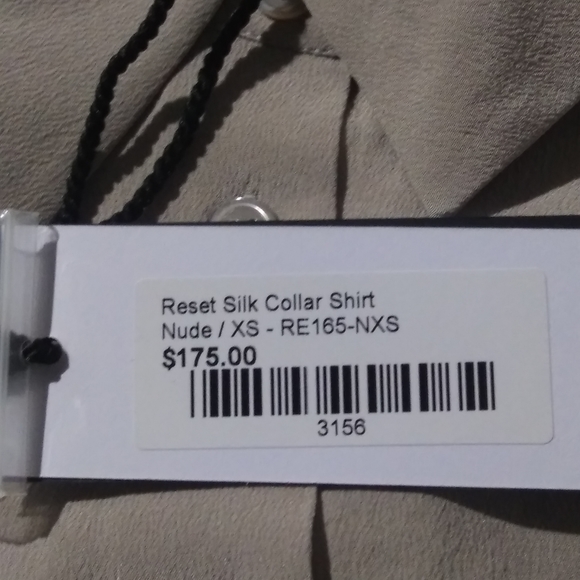 Reset Silk Collar Shirt
Nude / XS - RE165-NXS
$175.00
3156